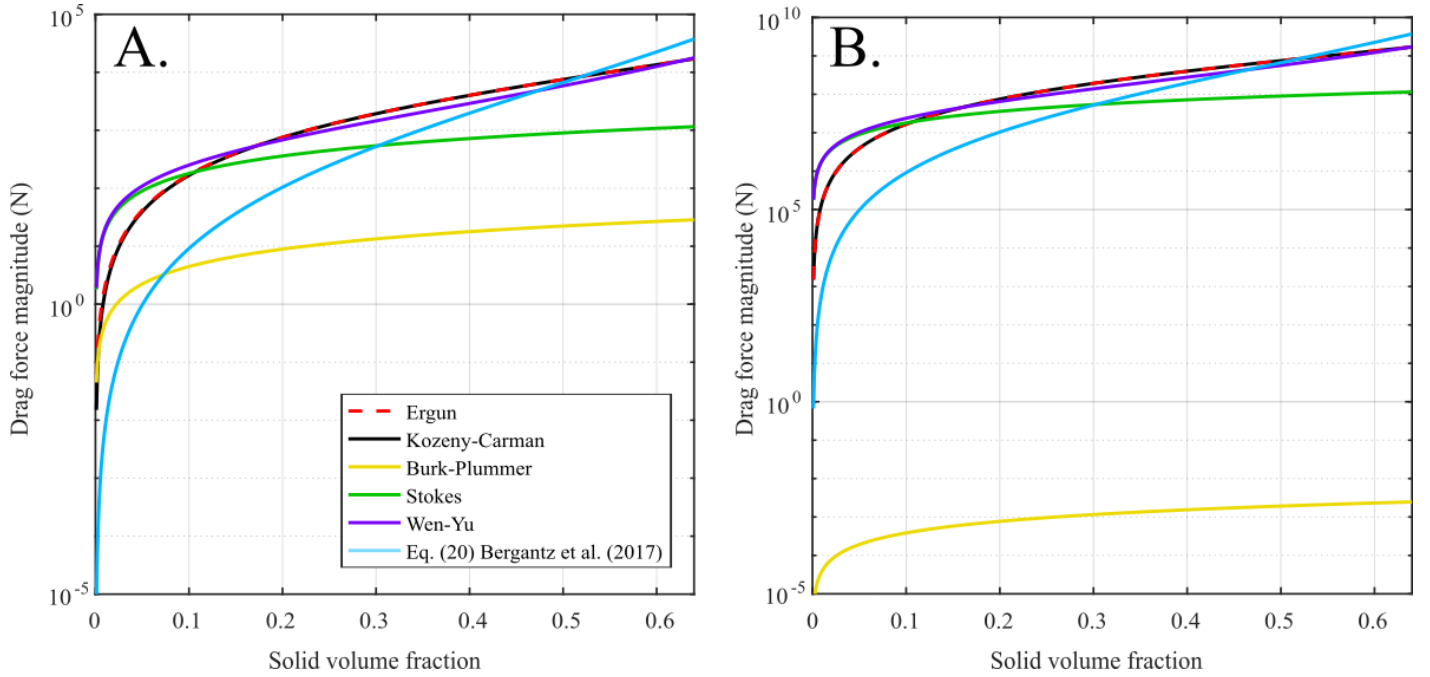 A.
Drag force magnitude (N)
10^5
10^0
10^-5
Ergun
Kozeny-Carman
Burk-Plummer
Stokes
Wen-Yu
Eq. (20) Bergantz et al. (2017)
0 0.1 0.2 0.3 0.4 0.5 0.6
Solid volume fraction
B.
Drag force magnitude (N)
10^10
10^5
10^0
10^-5
0 0.1 0.2 0.3 0.4 0.5 0.6
Solid volume fraction